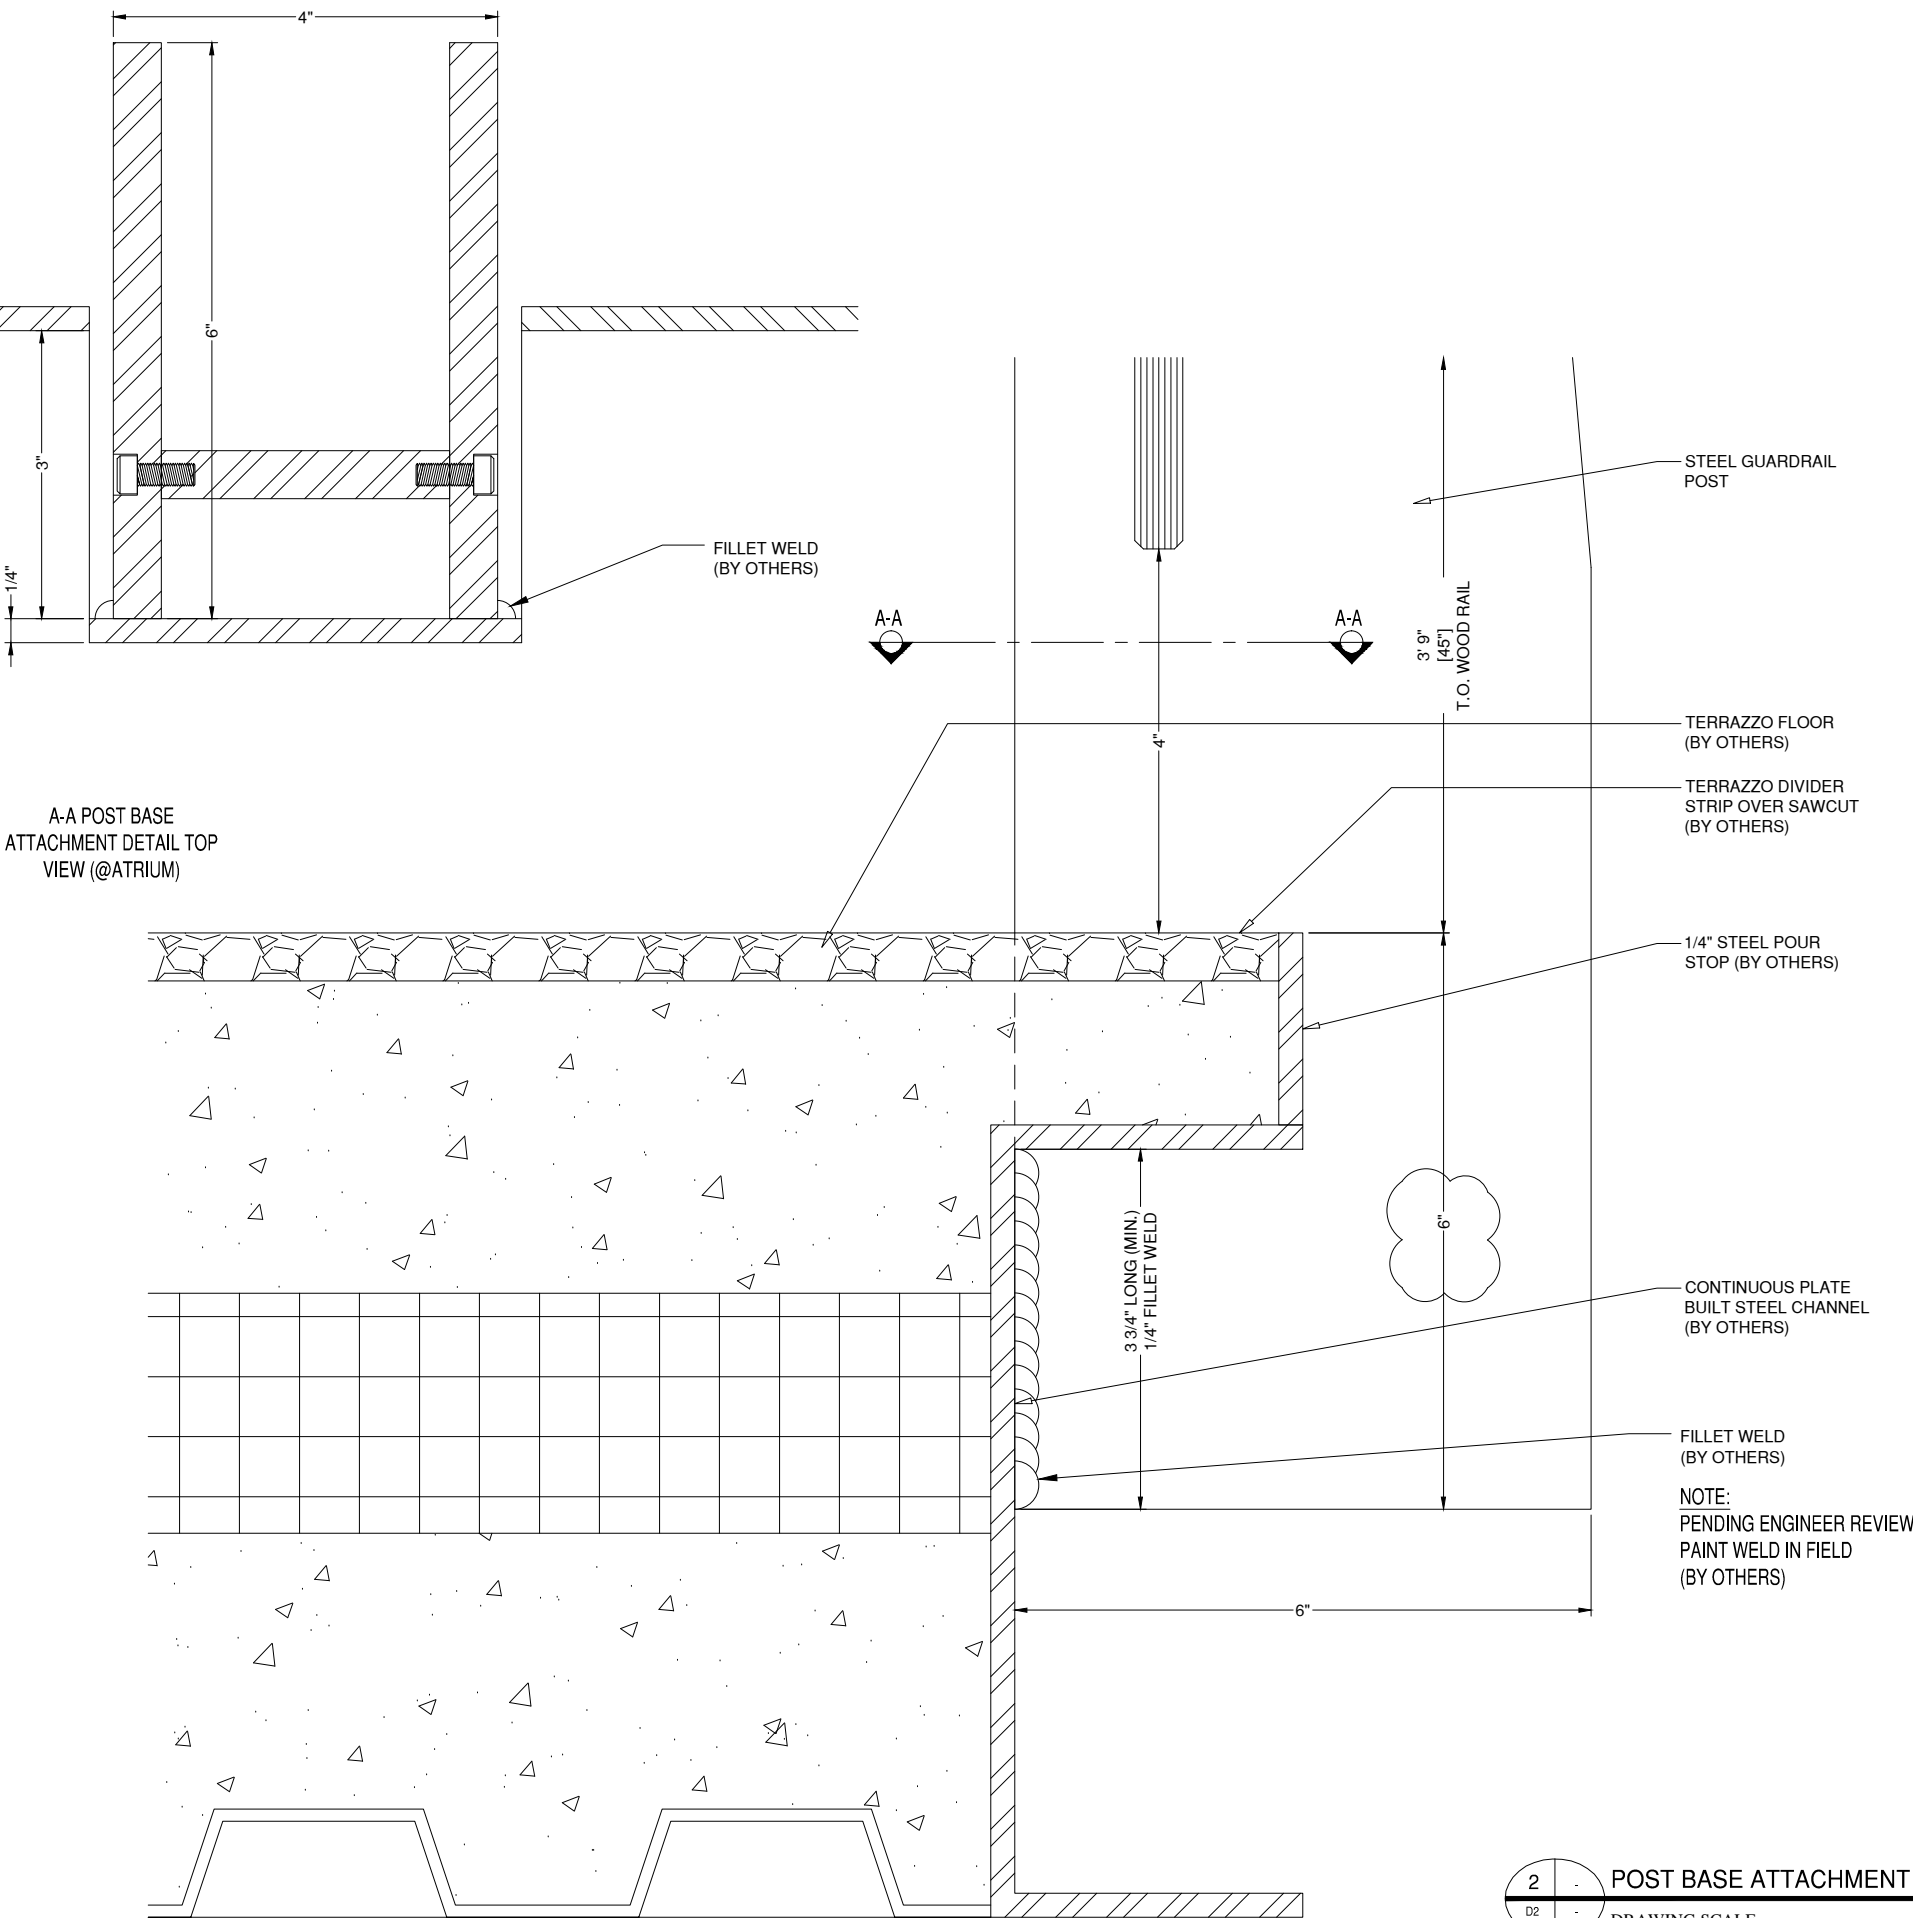 4"
6"
3"
1/4"
FILLET WELD
(BY OTHERS)
A-A POST BASE
ATTACHMENT DETAIL TOP
VIEW (@ATRIUM)
A-A
A-A
4"
3' 9"
[45"]
T.O. WOOD RAIL
STEEL GUARDRAIL
POST
TERRAZZO FLOOR
(BY OTHERS)
TERRAZZO DIVIDER
STRIP OVER SAWCUT
(BY OTHERS)
1/4" STEEL POUR
STOP (BY OTHERS)
3 3/4" LONG (MIN.)
1/4" FILLET WELD
6"
CONTINUOUS PLATE
BUILT STEEL CHANNEL
(BY OTHERS)
FILLET WELD
(BY OTHERS)
NOTE:
PENDING ENGINEER REVIEW
PAINT WELD IN FIELD
(BY OTHERS)
6"
2 -
D2 -
POST BASE ATTACHMENT
DRAWING SCALE